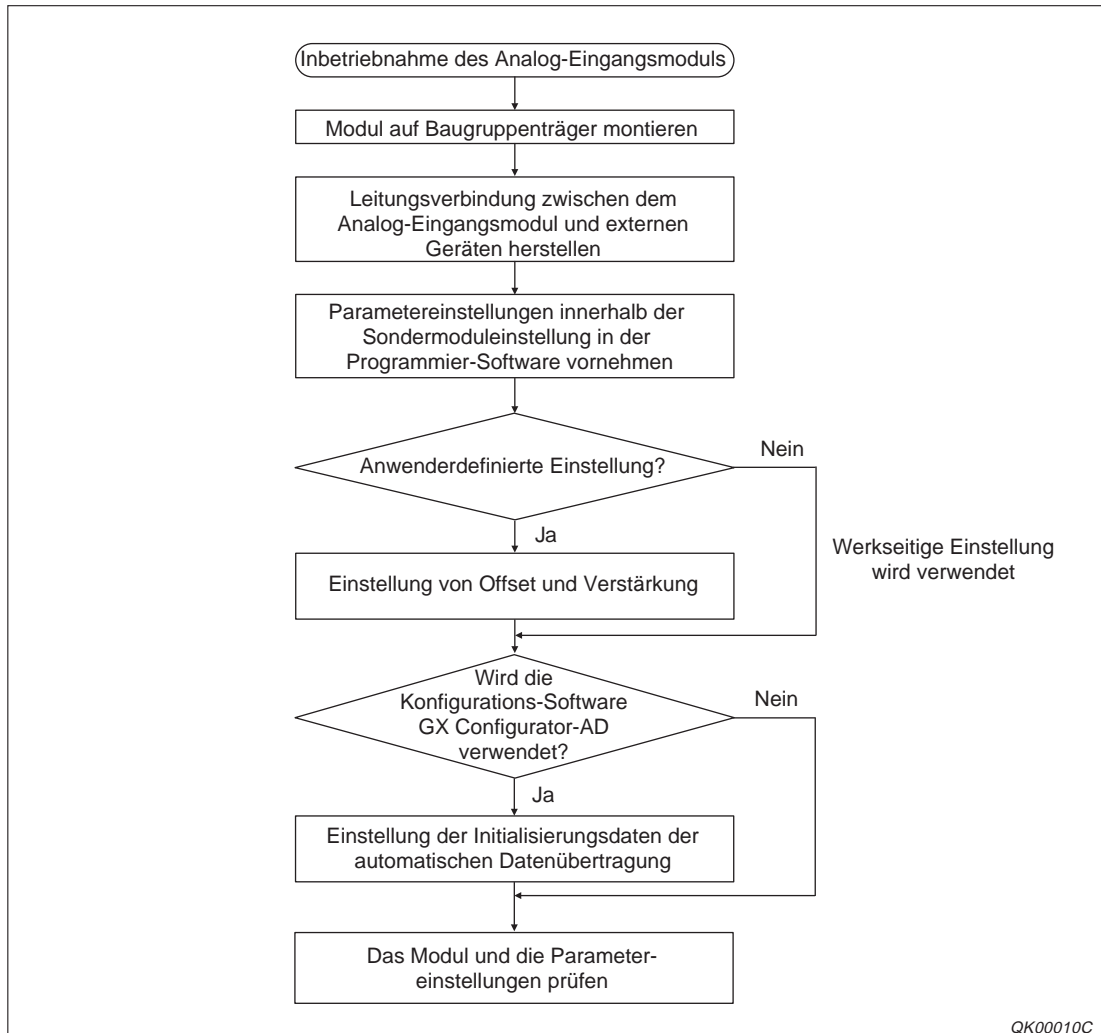 Inbetriebnahme des Analog-Eingangsmoduls
Modul auf Baugruppenträger montieren
Leitungsverbindung zwischen dem
Analog-Eingangsmodul und externen
Geräten herstellen
Parametereinstellungen innerhalb der
Sondermoduleinstellung in der
Programmier-Software vornehmen
Anwenderdefinierte Einstellung?
Nein
Ja
Werkseitige Einstellung
wird verwendet
Einstellung von Offset und Verstärkung
Wird die
Konfigurations-Software
GX Configurator-AD
verwendet?
Nein
Ja
Einstellung der Initialisierungsdaten der
automatischen Datenübertragung
Das Modul und die Parameter-
einstellungen prüfen
QK00010C